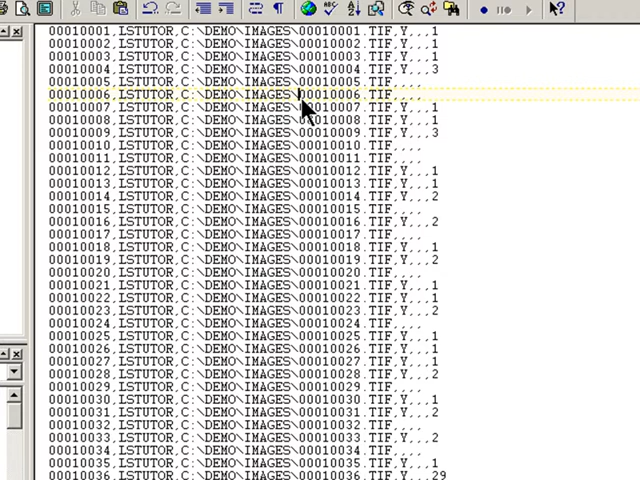 00010001,LSTUTOR,C:\DEMO\IMAGES\00010001.TIF,Y,,,1
00010002,LSTUTOR,C:\DEMO\IMAGES\00010002.TIF,Y,,,1
00010003,LSTUTOR,C:\DEMO\IMAGES\00010003.TIF,Y,,,1
00010004,LSTUTOR,C:\DEMO\IMAGES\00010004.TIF,Y,,,3
00010005,LSTUTOR,C:\DEMO\IMAGES\00010005.TIF,,,,
00010006,LSTUTOR,C:\DEMO\IMAGES\00010006.TIF,,,,
00010007,LSTUTOR,C:\DEMO\IMAGES\00010007.TIF,Y,,,1
00010008,LSTUTOR,C:\DEMO\IMAGES\00010008.TIF,Y,,,1
00010009,LSTUTOR,C:\DEMO\IMAGES\00010009.TIF,Y,,,3
00010010,LSTUTOR,C:\DEMO\IMAGES\00010010.TIF,,,,
00010011,LSTUTOR,C:\DEMO\IMAGES\00010011.TIF,,,,
00010012,LSTUTOR,C:\DEMO\IMAGES\00010012.TIF,Y,,,1
00010013,LSTUTOR,C:\DEMO\IMAGES\00010013.TIF,Y,,,1
00010014,LSTUTOR,C:\DEMO\IMAGES\00010014.TIF,Y,,,2
00010015,LSTUTOR,C:\DEMO\IMAGES\00010015.TIF,,,,
00010016,LSTUTOR,C:\DEMO\IMAGES\00010016.TIF,Y,,,2
00010017,LSTUTOR,C:\DEMO\IMAGES\00010017.TIF,,,,
00010018,LSTUTOR,C:\DEMO\IMAGES\00010018.TIF,Y,,,1
00010019,LSTUTOR,C:\DEMO\IMAGES\00010019.TIF,Y,,,2
00010020,LSTUTOR,C:\DEMO\IMAGES\00010020.TIF,,,,
00010021,LSTUTOR,C:\DEMO\IMAGES\00010021.TIF,Y,,,1
00010022,LSTUTOR,C:\DEMO\IMAGES\00010022.TIF,Y,,,1
00010023,LSTUTOR,C:\DEMO\IMAGES\00010023.TIF,Y,,,2
00010024,LSTUTOR,C:\DEMO\IMAGES\00010024.TIF,,,,
00010025,LSTUTOR,C:\DEMO\IMAGES\00010025.TIF,Y,,,1
00010026,LSTUTOR,C:\DEMO\IMAGES\00010026.TIF,Y,,,1
00010027,LSTUTOR,C:\DEMO\IMAGES\00010027.TIF,Y,,,1
00010028,LSTUTOR,C:\DEMO\IMAGES\00010028.TIF,Y,,,2
00010029,LSTUTOR,C:\DEMO\IMAGES\00010029.TIF,,,,
00010030,LSTUTOR,C:\DEMO\IMAGES\00010030.TIF,Y,,,1
00010031,LSTUTOR,C:\DEMO\IMAGES\00010031.TIF,Y,,,2
00010032,LSTUTOR,C:\DEMO\IMAGES\00010032.TIF,,,,
00010033,LSTUTOR,C:\DEMO\IMAGES\00010033.TIF,Y,,,2
00010034,LSTUTOR,C:\DEMO\IMAGES\00010034.TIF,,,,
00010035,LSTUTOR,C:\DEMO\IMAGES\00010035.TIF,Y,,,1
00010036,LSTUTOR,C:\DEMO\IMAGES\00010036.TIF,Y,,,29